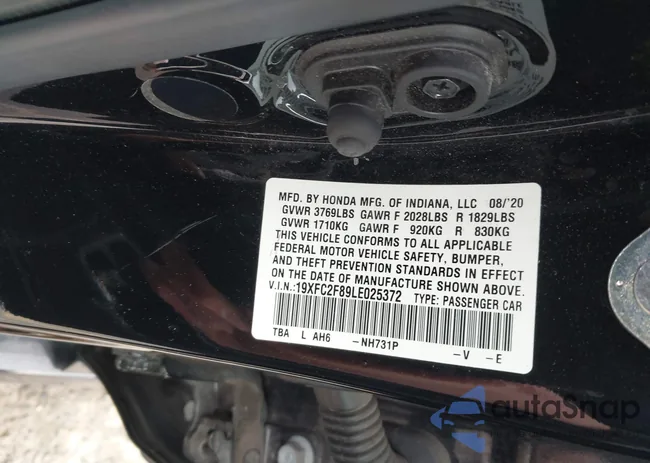 MFD. BY HONDA MFG. OF INDIANA, LLC 08/'20
GVWR 3769LBS GAWR F 2028LBS R 1829LBS
GVWR 1710KG GAWR F 920KG R 830KG
THIS VEHICLE CONFORMS TO ALL APPLICABLE
FEDERAL MOTOR VEHICLE SAFETY, BUMPER,
AND THEFT PREVENTION STANDARDS IN EFFECT
ON THE DATE OF MANUFACTURE SHOWN ABOVE.
V.I.N.:19XFC2F89LE025372 TYPE: PASSENGER CAR
TBA L AH6 -NH731P -V -E
autoSnap